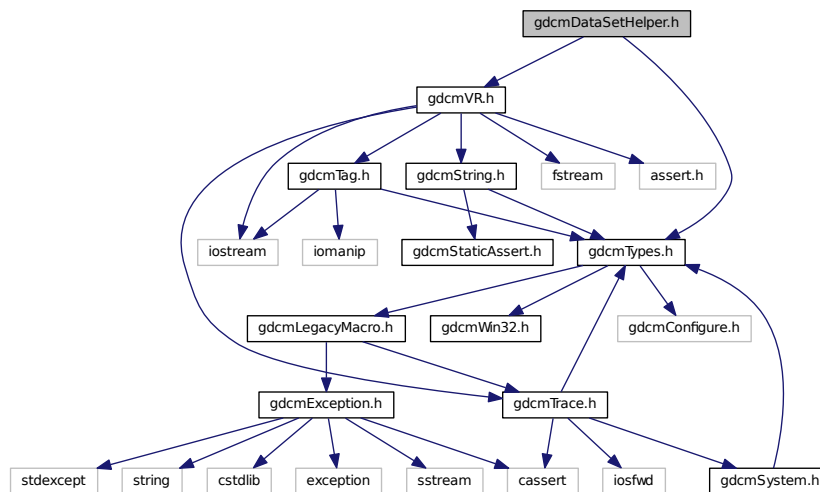 gdcmDataSetHelper.h
gdcmVR.h
gdcmTag.h
gdcmString.h
fstream
assert.h
iostream
iomanip
gdcmStaticAssert.h
gdcmTypes.h
gdcmLegacyMacro.h
gdcmWin32.h
gdcmConfigure.h
gdcmException.h
gdcmTrace.h
stdexcept
string
cstdlib
exception
sstream
cassert
iosfwd
gdcmSystem.h